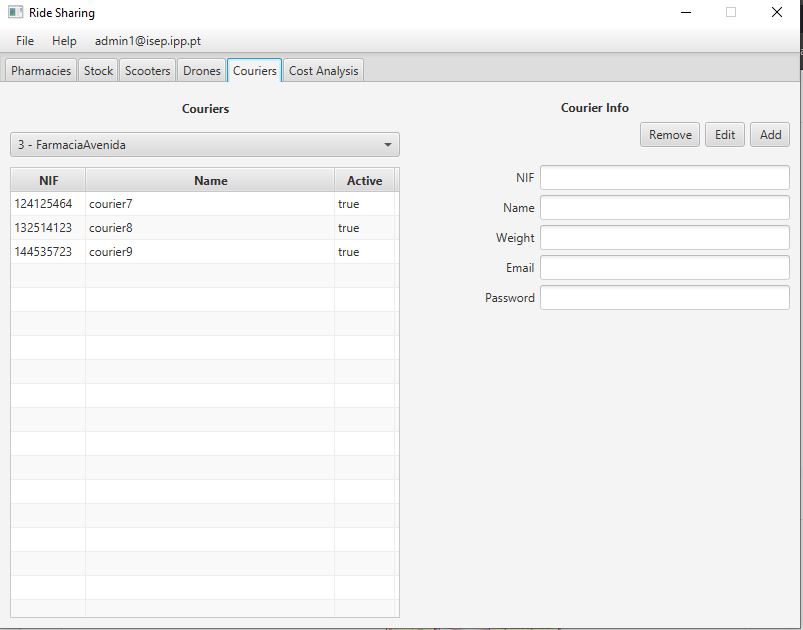 Ride Sharing
File Help admin1@isep.ipp.pt
Pharmacies Stock Scooters Drones Couriers Cost Analysis
Couriers
3 - FarmaciaAvenida
NIF Name Active
124125464 courier7 true
132514123 courier8 true
144535723 courier9 true
Courier Info
Remove Edit Add
NIF
Name
Weight
Email
Password